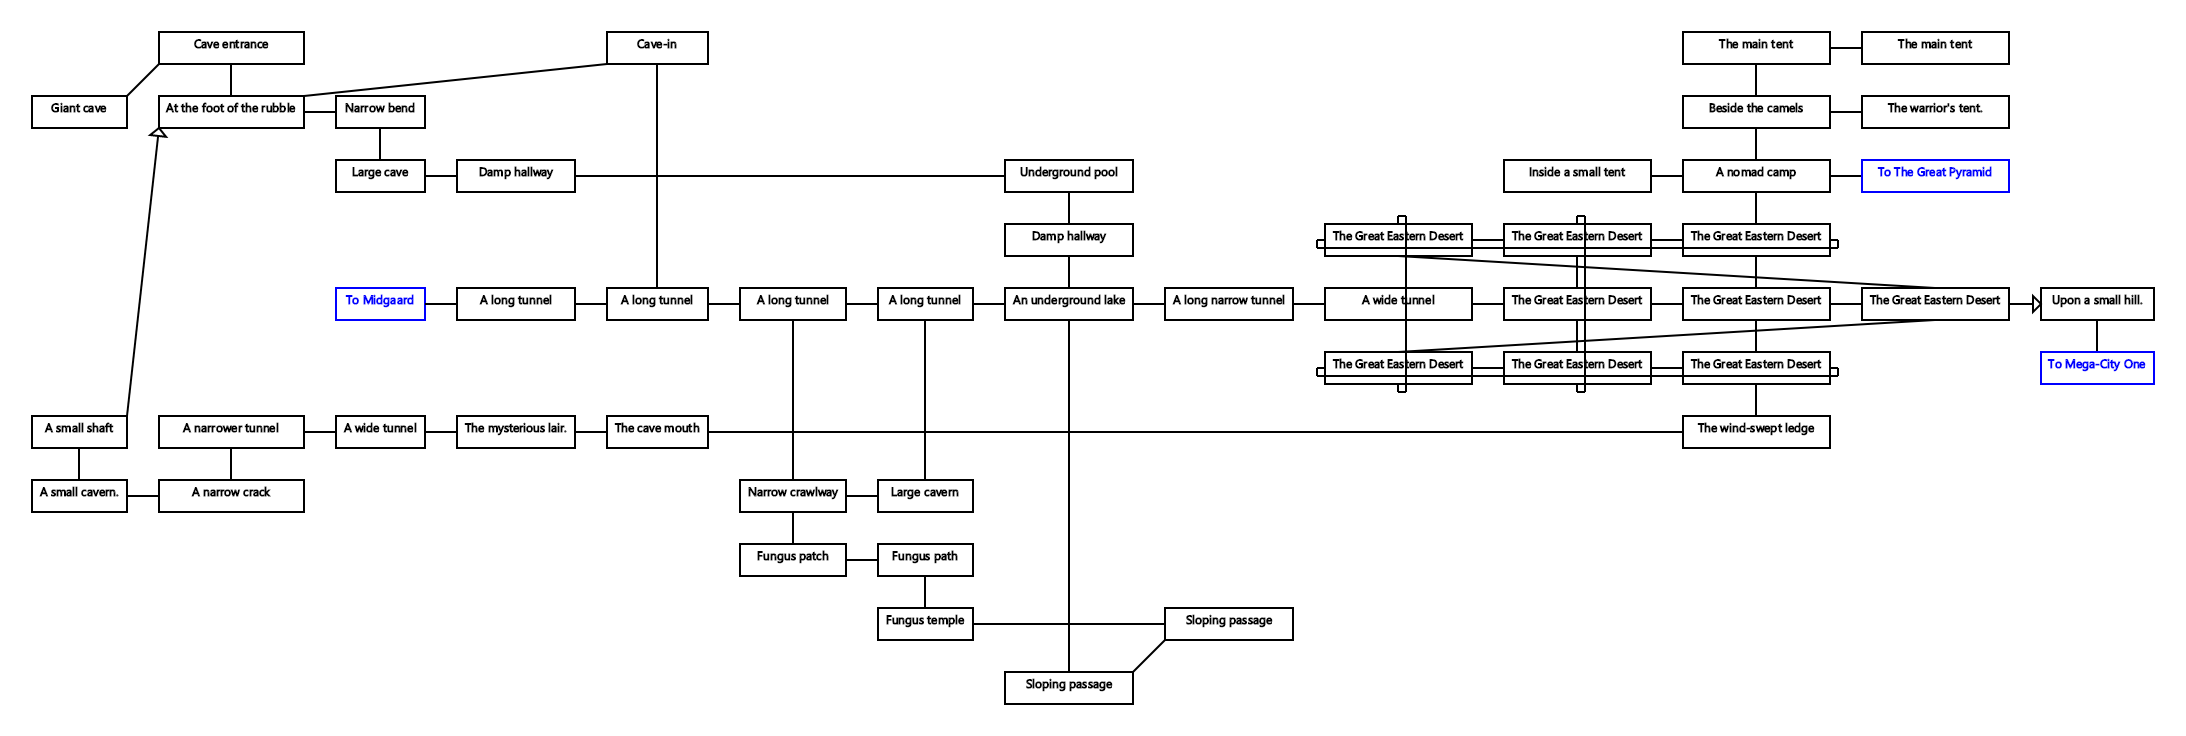 Cave entrance
Cave-in
The main tent
The main tent
Giant cave
At the foot of the rubble
Narrow bend
Beside the camels
The warrior's tent.
Large cave
Damp hallway
Underground pool
Inside a small tent
A nomad camp
To The Great Pyramid
Damp hallway
The Great Eastern Desert
The Great Eastern Desert
The Great Eastern Desert
To Midgaard
A long tunnel
A long tunnel
A long tunnel
A long tunnel
An underground lake
A long narrow tunnel
A wide tunnel
The Great Eastern Desert
The Great Eastern Desert
The Great Eastern Desert
Upon a small hill.
The Great Eastern Desert
The Great Eastern Desert
The Great Eastern Desert
To Mega-City One
A small shaft
A narrower tunnel
A wide tunnel
The mysterious lair.
The cave mouth
The wind-swept ledge
A small cavern.
A narrow crack
Narrow crawlway
Large cavern
Fungus patch
Fungus path
Fungus temple
Sloping passage
Sloping passage